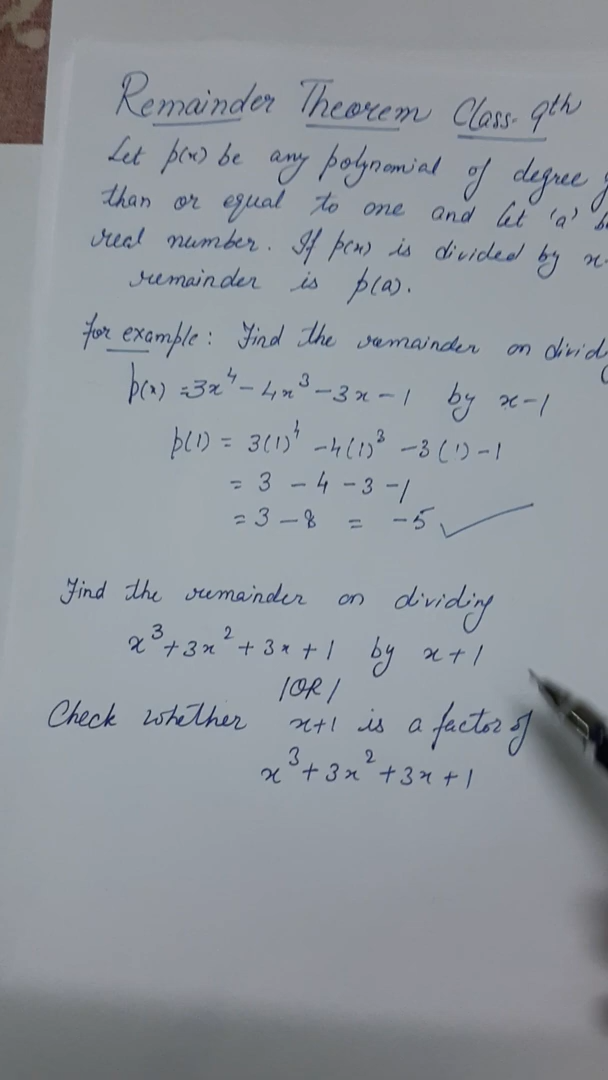 Remainder Theorem Class-9th
Let p(x) be any polynomial of degree
than or equal to one and let 'a'
real number. If p(x) is divided by x-
remainder is p(a).
For example: Find the remainder on
p(x) = 3x⁴ - 4x³ - 3x - 1 by x-1
p(1) = 3(1)⁴ - 4(1)³ - 3(1) - 1
= 3 - 4 - 3 - 1
= 3 - 8 = -5 ✓
Find the remainder on dividing
x³ + 3x² + 3x + 1 by x+1
/OR/
Check whether x+1 is a factor of
x³ + 3x² + 3x + 1